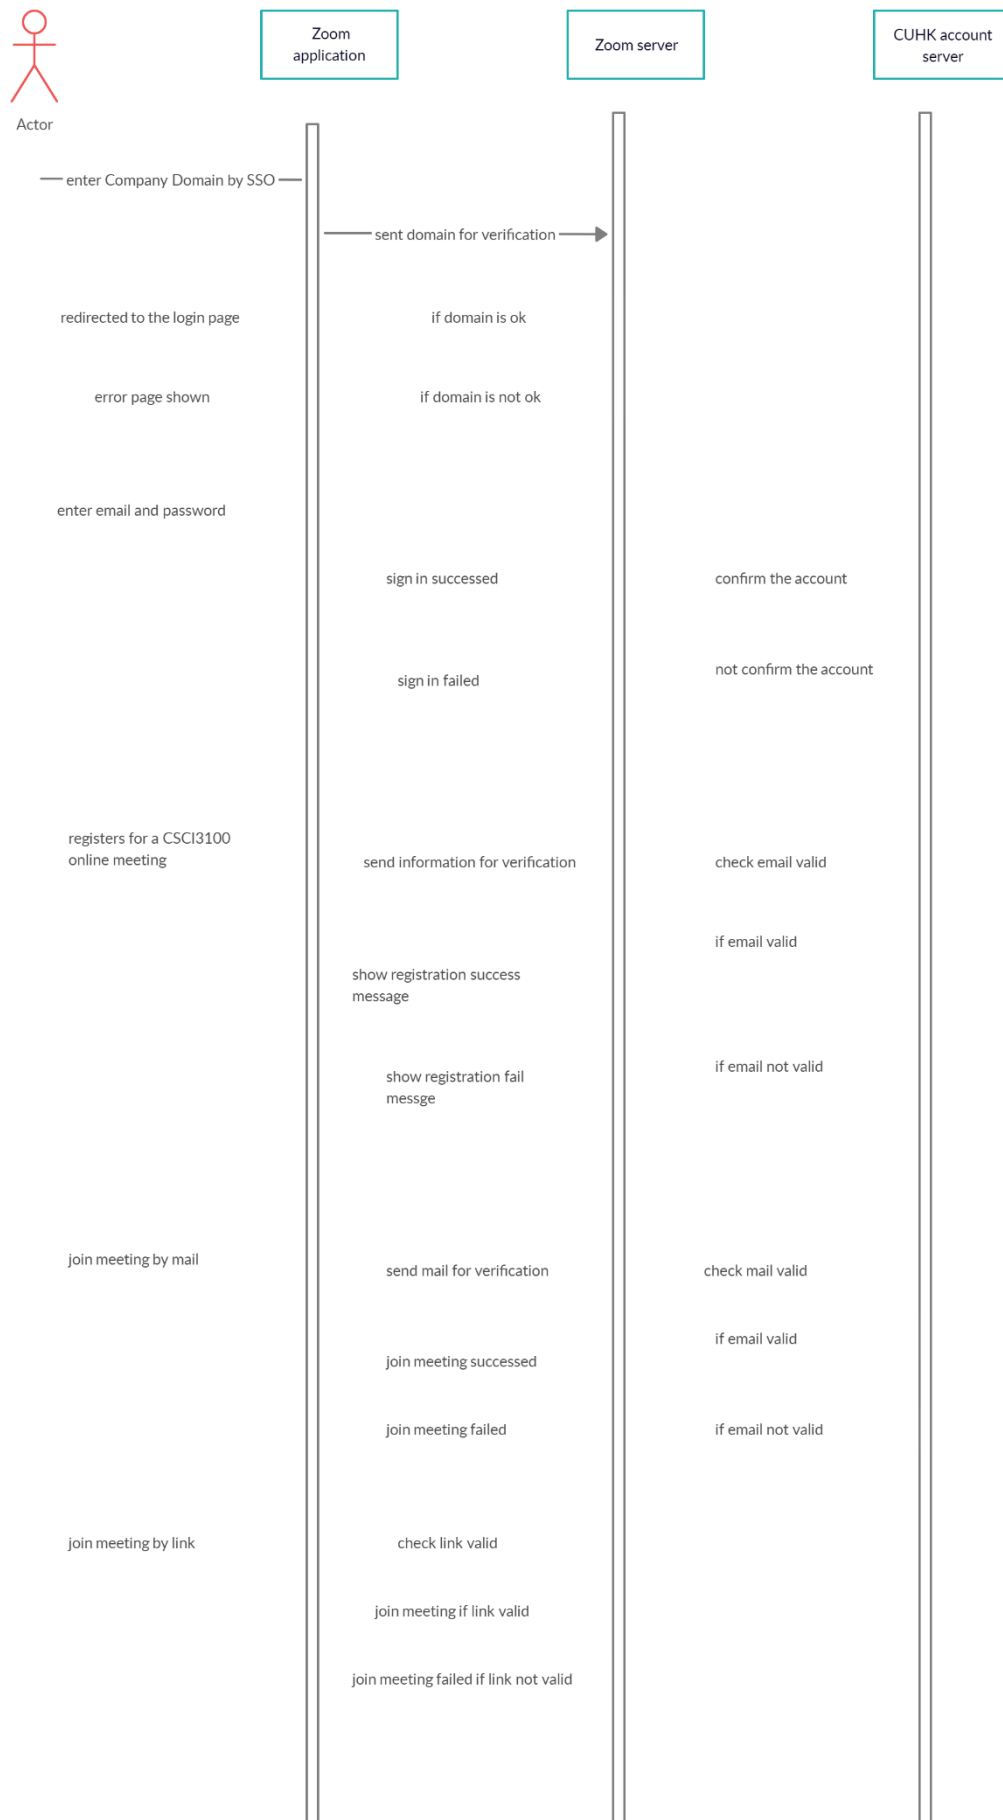 Zoom
application
Zoom server
CUHK account
server
Actor
enter Company Domain by SSO
sent domain for verification
redirected to the login page
if domain is ok
error page shown
if domain is not ok
enter email and password
sign in successed
confirm the account
not confirm the account
sign in failed
registers for a CSCI3100
online meeting
send information for verification
check email valid
if email valid
show registration success
message
if email not valid
show registration fail
messge
join meeting by mail
send mail for verification
check mail valid
if email valid
join meeting successed
join meeting failed
if email not valid
join meeting by link
check link valid
join meeting if link valid
join meeting failed if link not valid